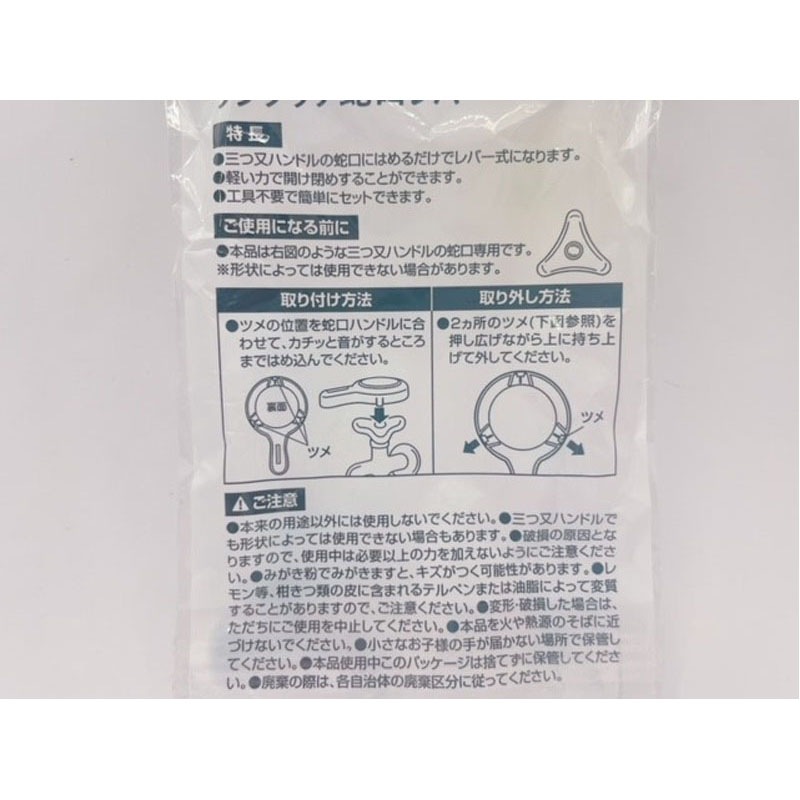 特長
●三つ又ハンドルの蛇口にはめるだけでレバー式になります。
●軽い力で開け閉めすることができます。
●工具不要で簡単にセットできます。
ご使用になる前に
●本品は右図のような三つ又ハンドルの蛇口専用です。
※形状によっては使用できない場合があります。
取り付け方法
●ツメの位置を蛇口ハンドルに合
わせて、カチッと音がするところ
まではめ込んでください。
裏面
ツメ
取り外し方法
●2ヵ所のツメ(下図参照)を
押し広げながら上に持ち上
げて外してください。
ツメ
ご注意
●本来の用途以外には使用しないでください。●三つ又ハンドルで
も形状によっては使用できない場合もあります。●破損の原因とな
りますので、使用中は必要以上の力を加えないようにご注意くださ
い。●みがき粉でみがきますと、キズがつく可能性があります。●レ
モン等、柑きつ類の皮に含まれるテルペンまたは油脂によって変質
することがありますので、ご注意ください。●変形・破損した場合は、
ただちにご使用を中止してください。●本品を火や熱源のそばに近
づけないでください。●小さなお子様の手が届かない場所で保管し
てください。●本品使用中このパッケージは捨てずに保管してくださ
い。●廃棄の際は、各自治体の廃棄区分に従ってください。